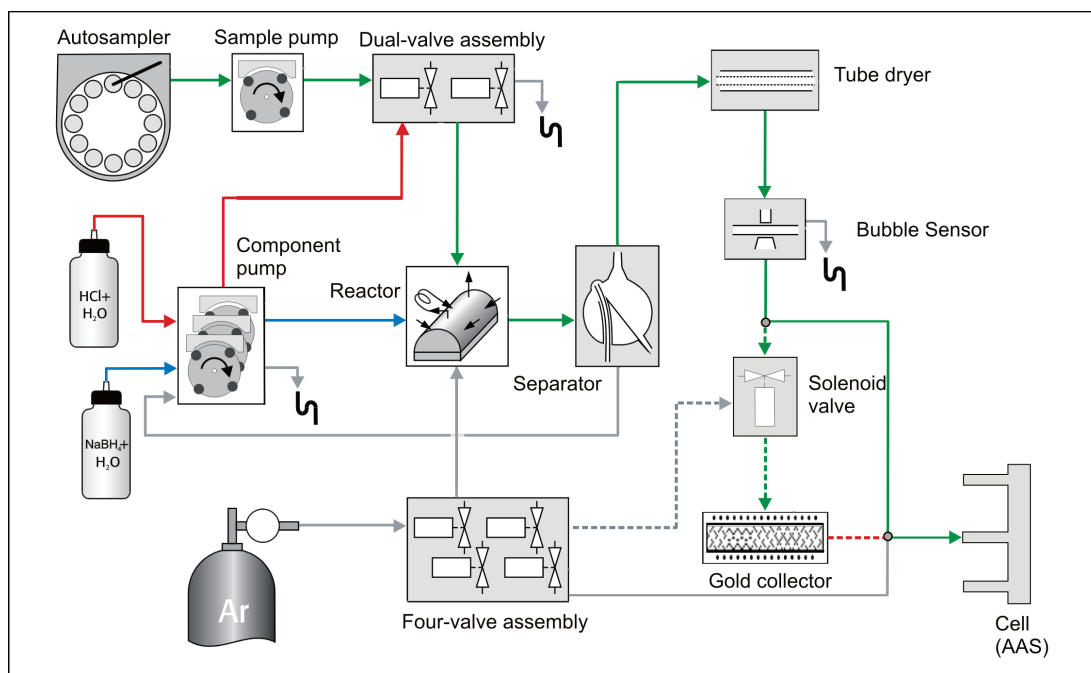 Autosampler
Sample pump
Dual-valve assembly
Tube dryer
Bubble Sensor
Component
pump
Reactor
HCl+
H₂O
Separator
Solenoid
valve
NaBH₄+
H₂O
Ar
Gold collector
Four-valve assembly
Cell
(AAS)